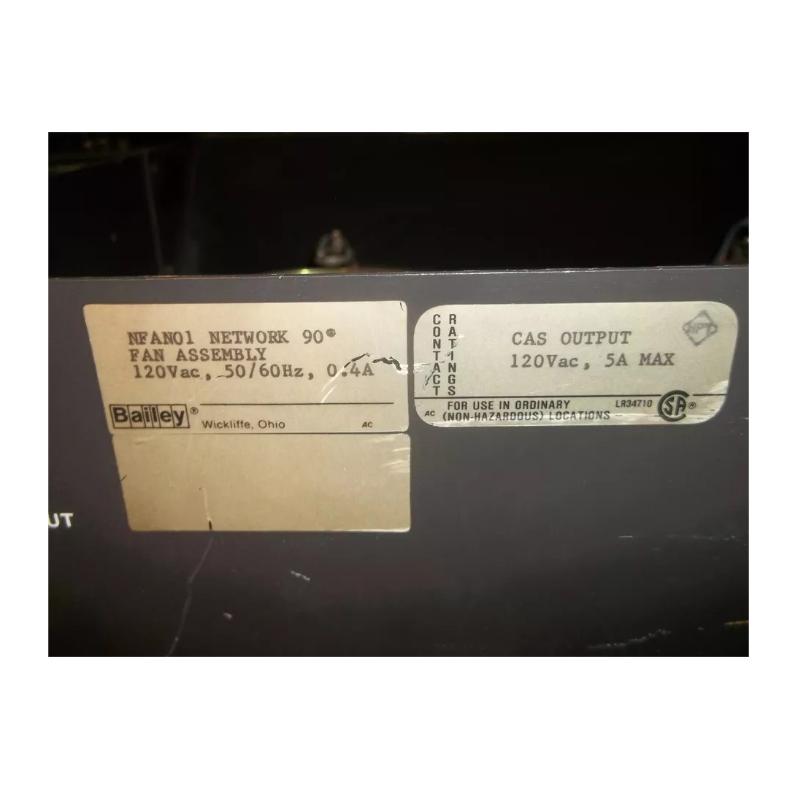 NFAN01 NETWORK 90®
FAN ASSEMBLY
120Vac, 50/60Hz, 0.4A
Bailey®
Wickliffe, Ohio
AC
CONTACT
RATINGS
CAS OUTPUT
120Vac, 5A MAX
AC
FOR USE IN ORDINARY
(NON-HAZARDOUS) LOCATIONS
LR34710
SA®
UT